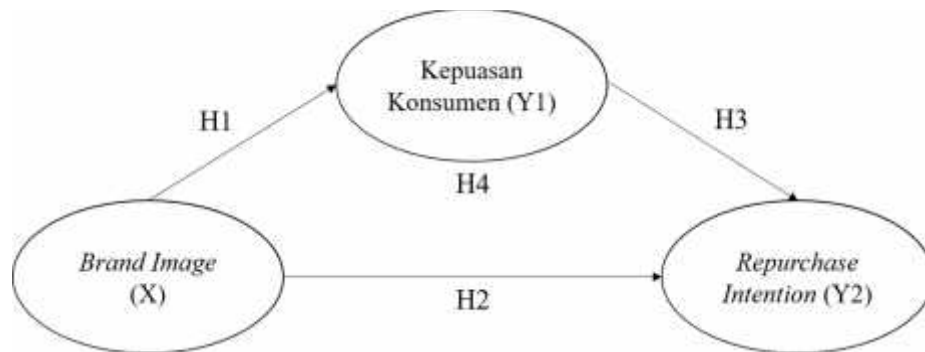 Kepuasan
Konsumen (Y1)
H1
H3
H4
Brand Image
(X)
H2
Repurchase
Intention (Y2)